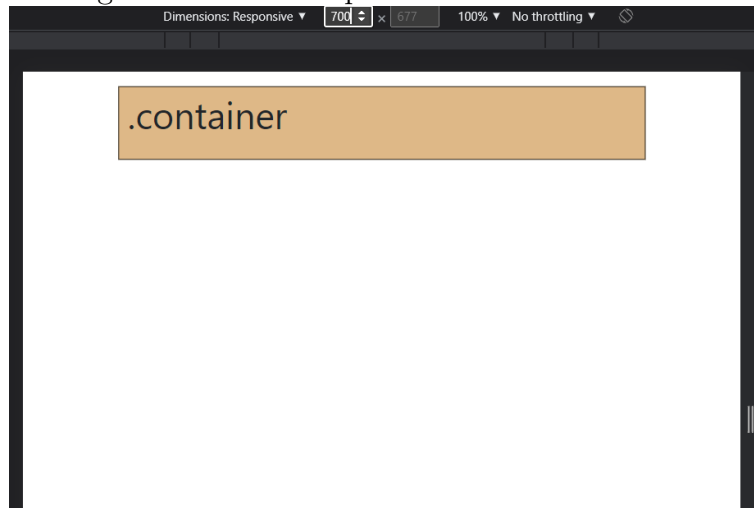 Dimensions: Responsive ▼ 700 × 677 100% ▼ No throttling ▼
.container